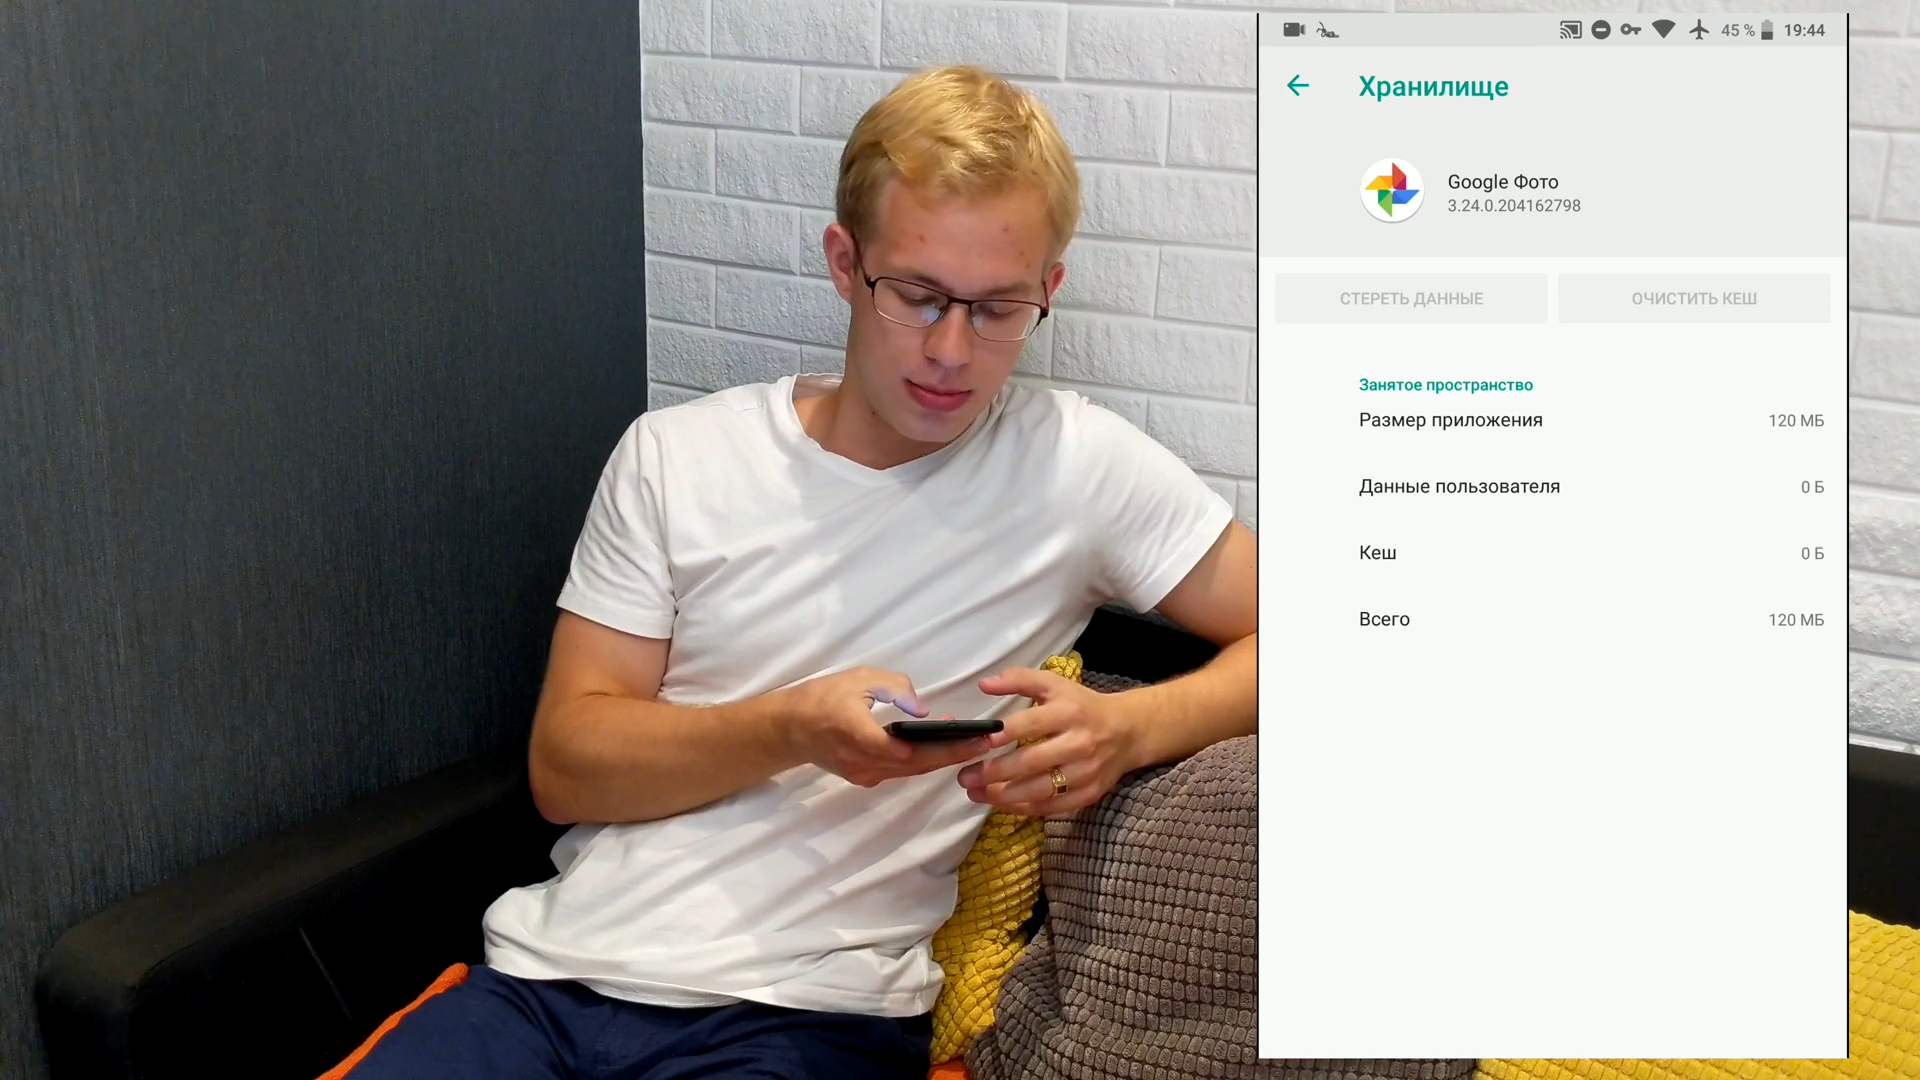 45 % 19:44
Хранилище
Google Фото
3.24.0.204162798
СТЕРЕТЬ ДАННЫЕ
ОЧИСТИТЬ КЕШ
Занятое пространство
Размер приложения 120 МБ
Данные пользователя 0 Б
Кеш 0 Б
Всего 120 МБ